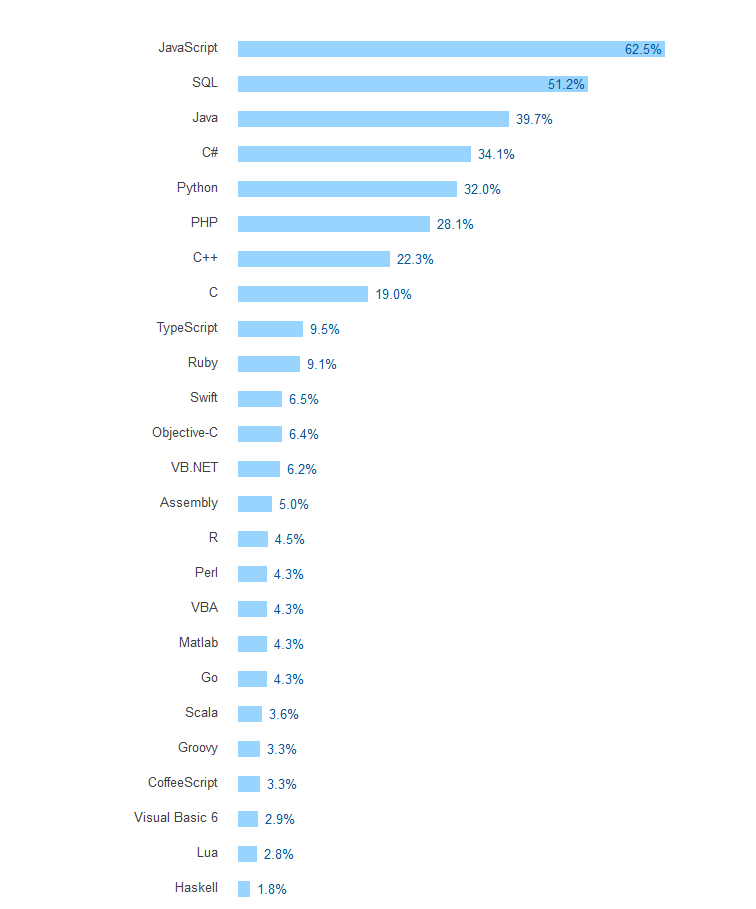 JavaScript 62.5%
SQL 51.2%
Java 39.7%
C# 34.1%
Python 32.0%
PHP 28.1%
C++ 22.3%
C 19.0%
TypeScript 9.5%
Ruby 9.1%
Swift 6.5%
Objective-C 6.4%
VB.NET 6.2%
Assembly 5.0%
R 4.5%
Perl 4.3%
VBA 4.3%
Matlab 4.3%
Go 4.3%
Scala 3.6%
Groovy 3.3%
CoffeeScript 3.3%
Visual Basic 6 2.9%
Lua 2.8%
Haskell 1.8%